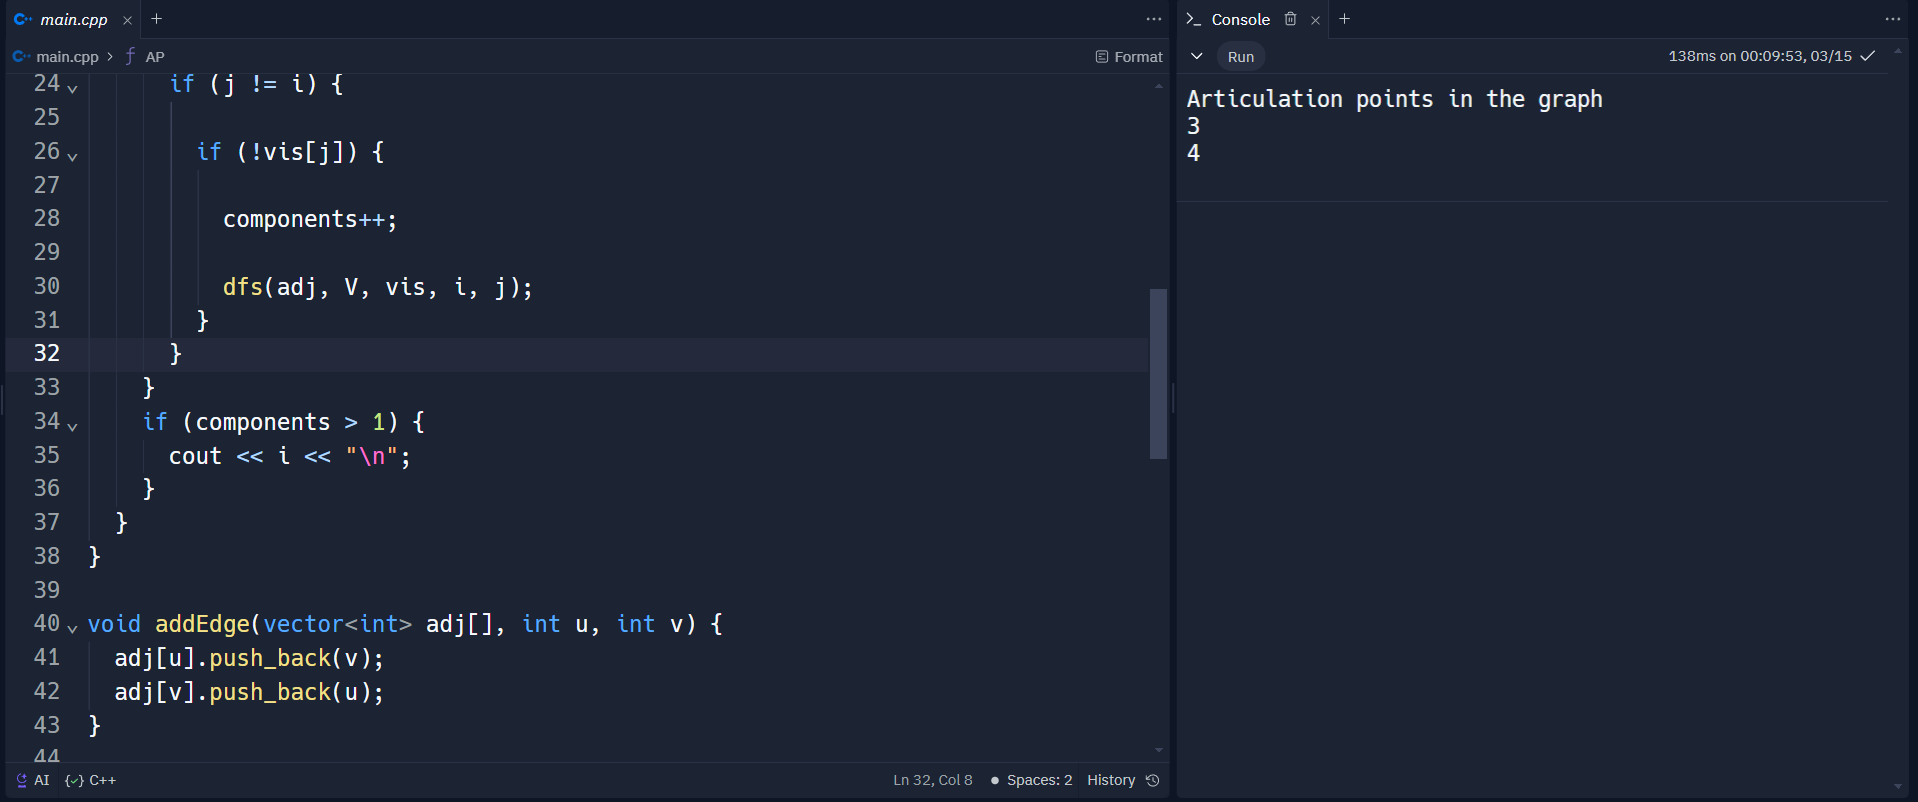 main.cpp
main.cpp > AP
Format
24 if (j != i) {
25
26 if (!vis[j]) {
27
28 components++;
29
30 dfs(adj, V, vis, i, j);
31 }
32 }
33 }
34 if (components > 1) {
35 cout << i << "\n";
36 }
37 }
38 }
39
40 void addEdge(vector<int> adj[], int u, int v) {
41 adj[u].push_back(v);
42 adj[v].push_back(u);
43 }
44
AI {✓} C++
Ln 32, Col 8 ● Spaces: 2 History
Console
Run
138ms on 00:09:53, 03/15 ✓
Articulation points in the graph
3
4